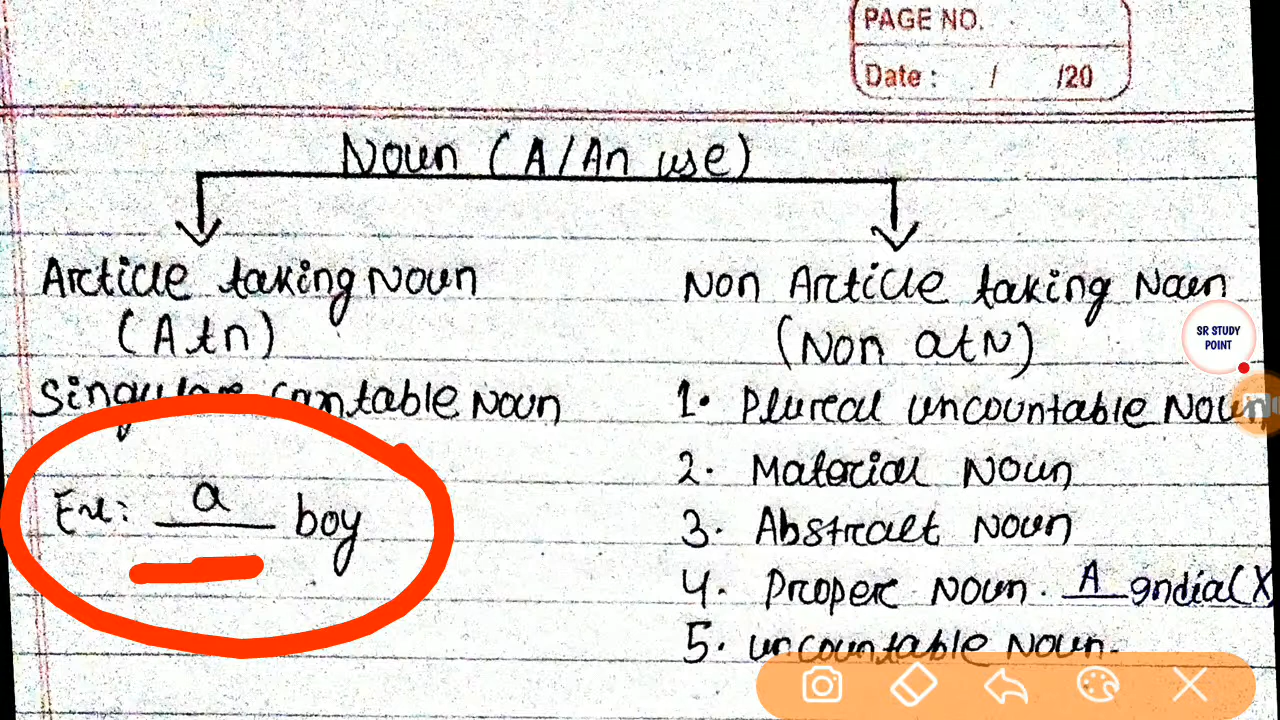 PAGE NO.
Date : / /20
Noun (A/An use)
Article taking Noun
(Atn)
Singular countable Noun
Ex: a boy
Non Article taking Noun
(Non atN)
SR STUDY
POINT
1. Plureal uncountable Noun
2. Material Noun
3. Abstract Noun
4. Proper Noun. A India(X
5. uncountable Noun.